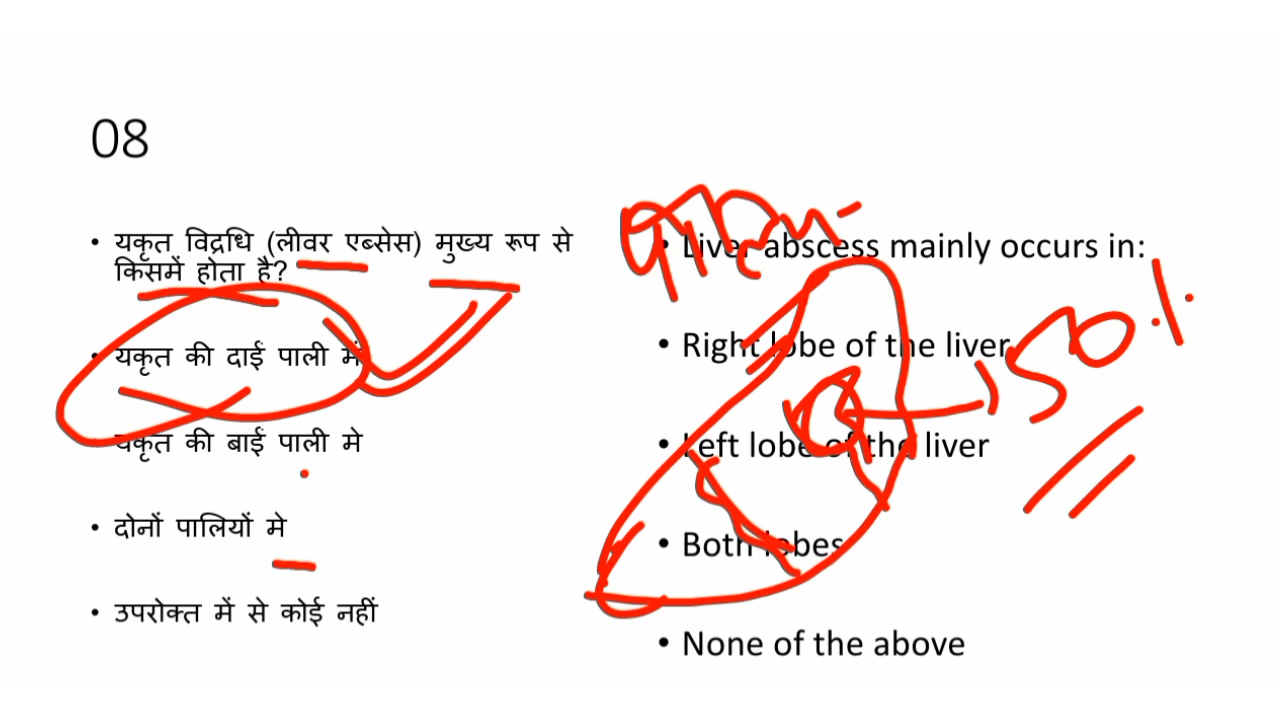 08
• यकृत विद्रधि (लीवर एब्सेस) मुख्य रूप से
किसमें होता है?
• यकृत की दाईं पाली में
• यकृत की बाईं पाली मे
• दोनों पालियों मे
• उपरोक्त में से कोई नहीं
• Liver abscess mainly occurs in:
• Right lobe of the liver
• Left lobe of the liver
• Both lobes
• None of the above
50%